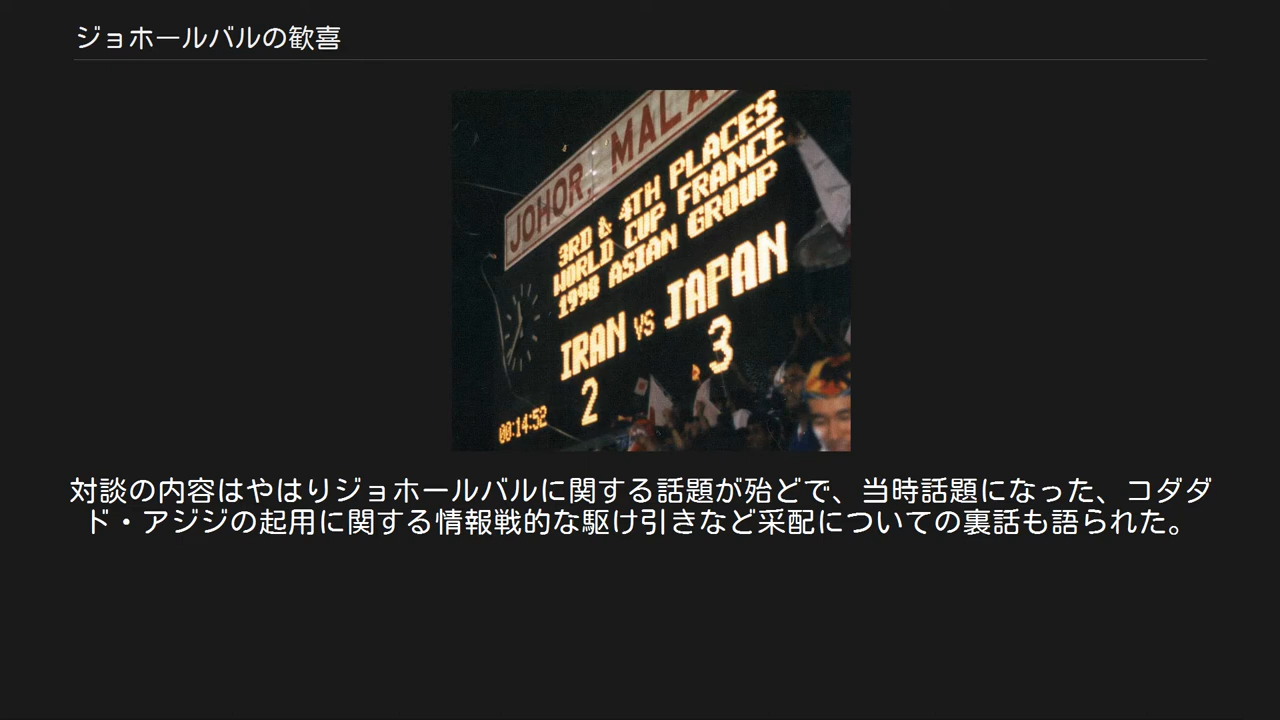 ジョホールバルの歓喜
JOHOR, MALA
3RD & 4TH PLACES
WORLD CUP FRANCE
1998 ASIAN GROUP
IRAN VS JAPAN
2 3
00:14:52
対談の内容はやはりジョホールバルに関する話題が殆どで、当時話題になった、コダダ
ド・アジジの起用に関する情報戦的な駆け引きなど采配についての裏話も語られた。